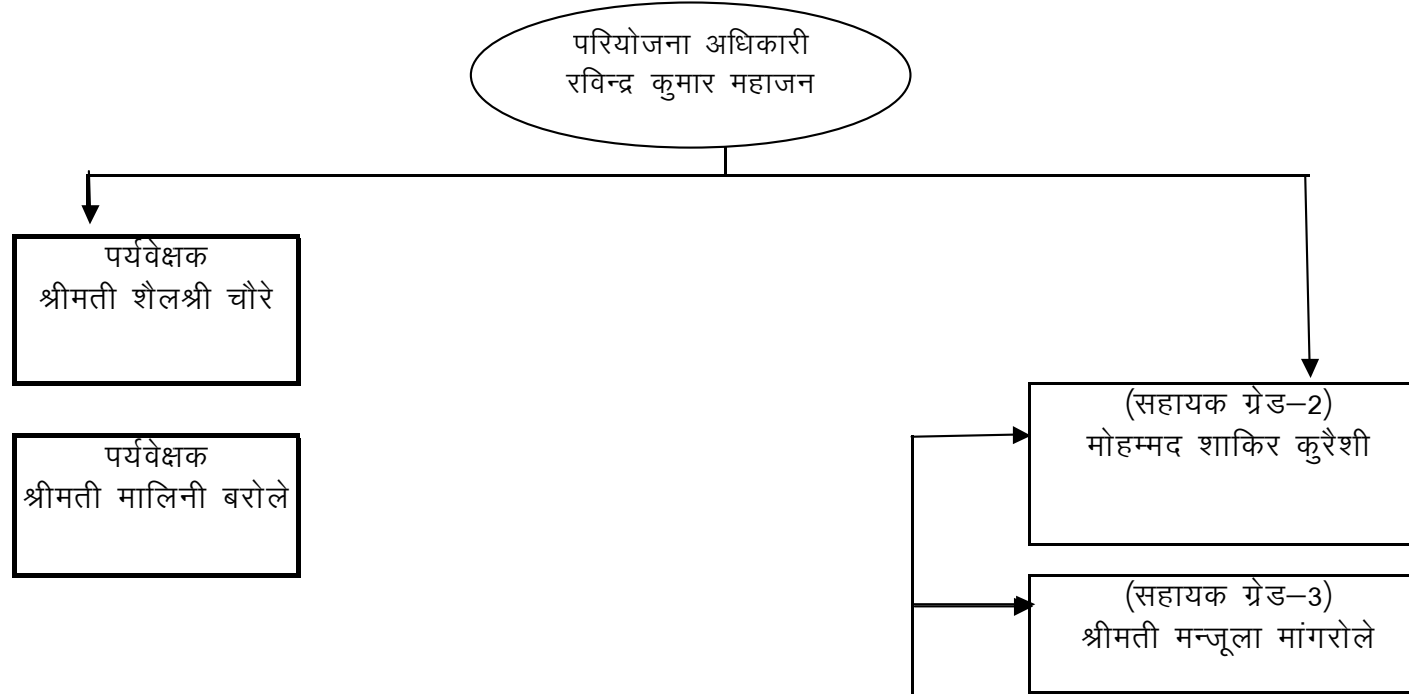 परियोजना अधिकारी
रविन्द्र कुमार महाजन
पर्यवेक्षक
श्रीमती शैलश्री चौरे
पर्यवेक्षक
श्रीमती मालिनी बरोले
(सहायक ग्रेड–2)
मोहम्मद शाकिर कुरैशी
(सहायक ग्रेड–3)
श्रीमती मन्जूला मांगरोले